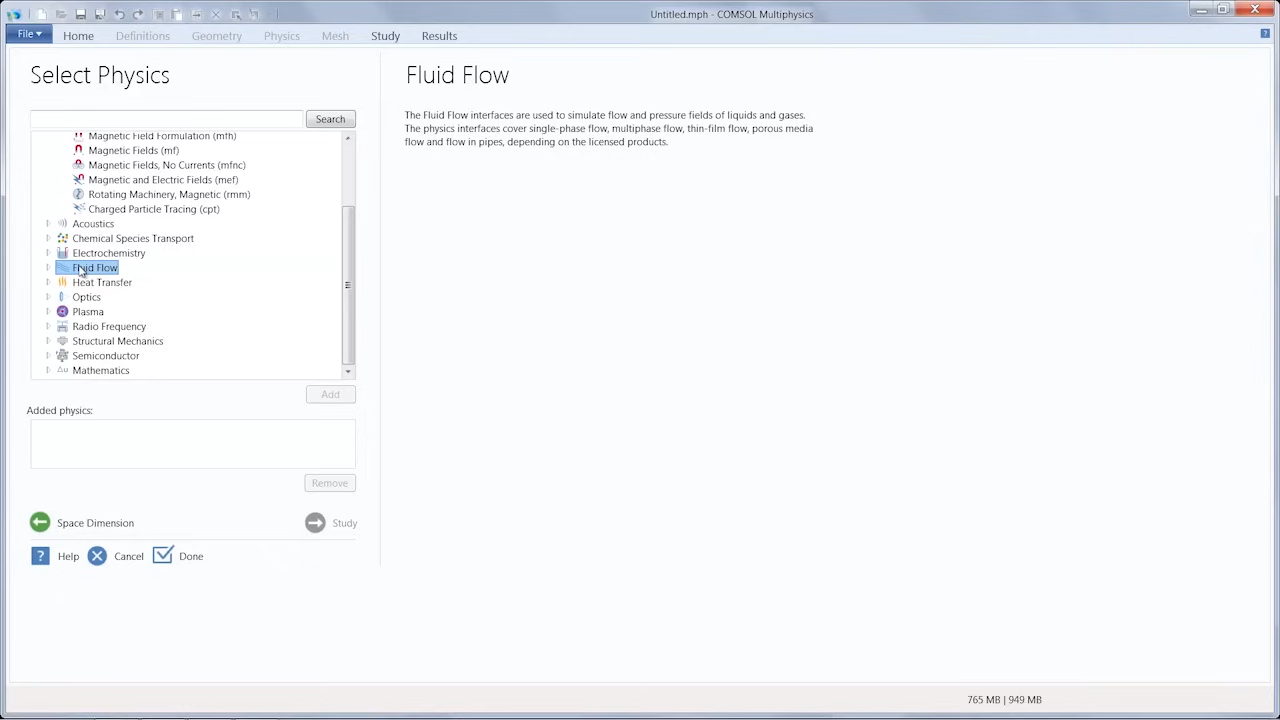 Untitled.mph - COMSOL Multiphysics
File Home Definitions Geometry Physics Mesh Study Results
Select Physics
Search
Magnetic Field Formulation (mfh)
Magnetic Fields (mf)
Magnetic Fields, No Currents (mfnc)
Magnetic and Electric Fields (mef)
Rotating Machinery, Magnetic (rmm)
Charged Particle Tracing (cpt)
Acoustics
Chemical Species Transport
Electrochemistry
Fluid Flow
Heat Transfer
Optics
Plasma
Radio Frequency
Structural Mechanics
Semiconductor
Δu Mathematics
Add
Added physics:
Remove
Space Dimension
Study
? Help Cancel Done
Fluid Flow
The Fluid Flow interfaces are used to simulate flow and pressure fields of liquids and gases.
The physics interfaces cover single-phase flow, multiphase flow, thin-film flow, porous media
flow and flow in pipes, depending on the licensed products.
765 MB | 949 MB